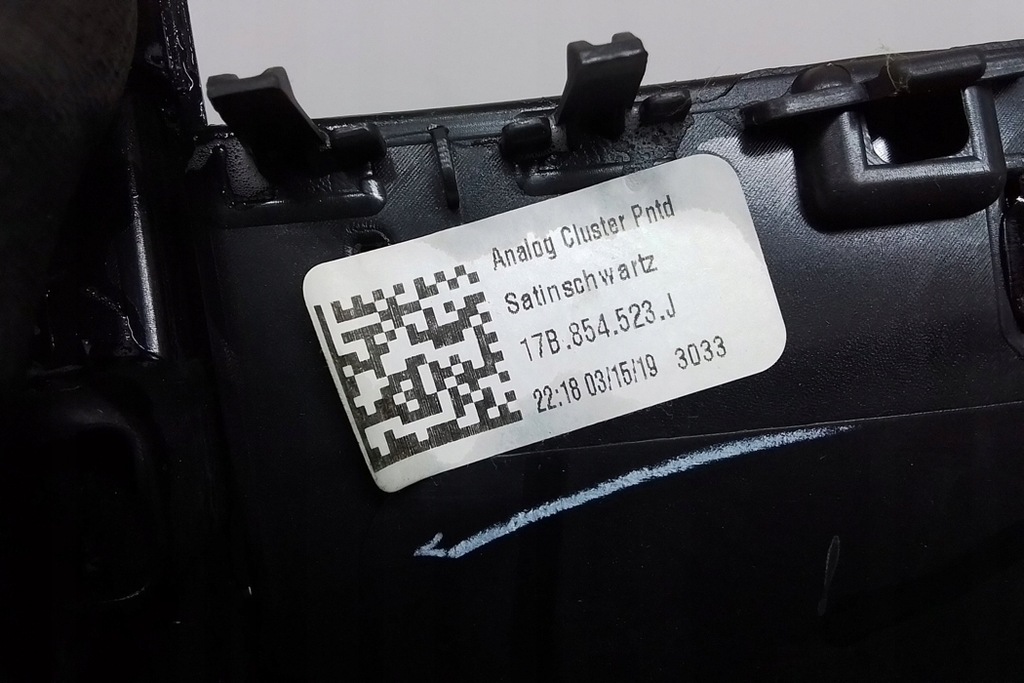 Analog Cluster Pntd
Satinschwartz
17B.854.523.J
22:18 03/15/19 3033